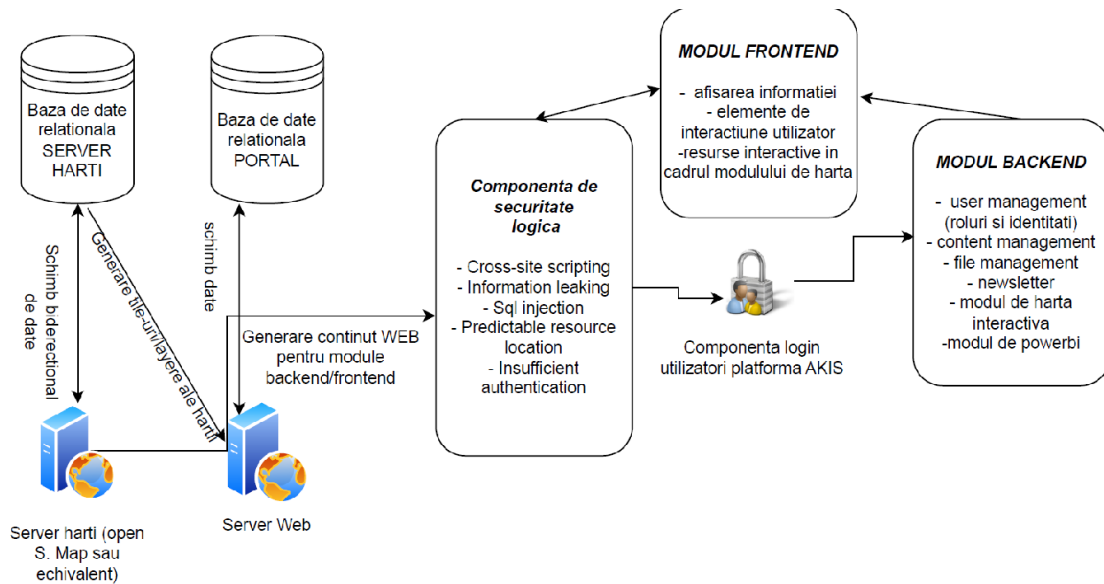 Baza de date
relationala
SERVER
HARTI
Baza de date
relationala
PORTAL
Schimb bidirectional
de date
Generare tile-uri/layere ale hartii
schimb date
Generare continut WEB
pentru module
backend/frontend
Server harti (open
S. Map sau
echivalent)
Server Web
Componenta de
securitate
logica
- Cross-site scripting
- Information leaking
- Sql injection
- Predictable resource
location
- Insufficient
authentication
Componenta login
utilizatori platforma AKIS
MODUL FRONTEND
- afisarea informatiei
- elemente de
interactiune utilizator
-resurse interactive in
cadrul modulului de harta
MODUL BACKEND
- user management
(roluri si identitati)
- content management
- file management
- newsletter
- modul de harta
interactiva
-modul de powerbi